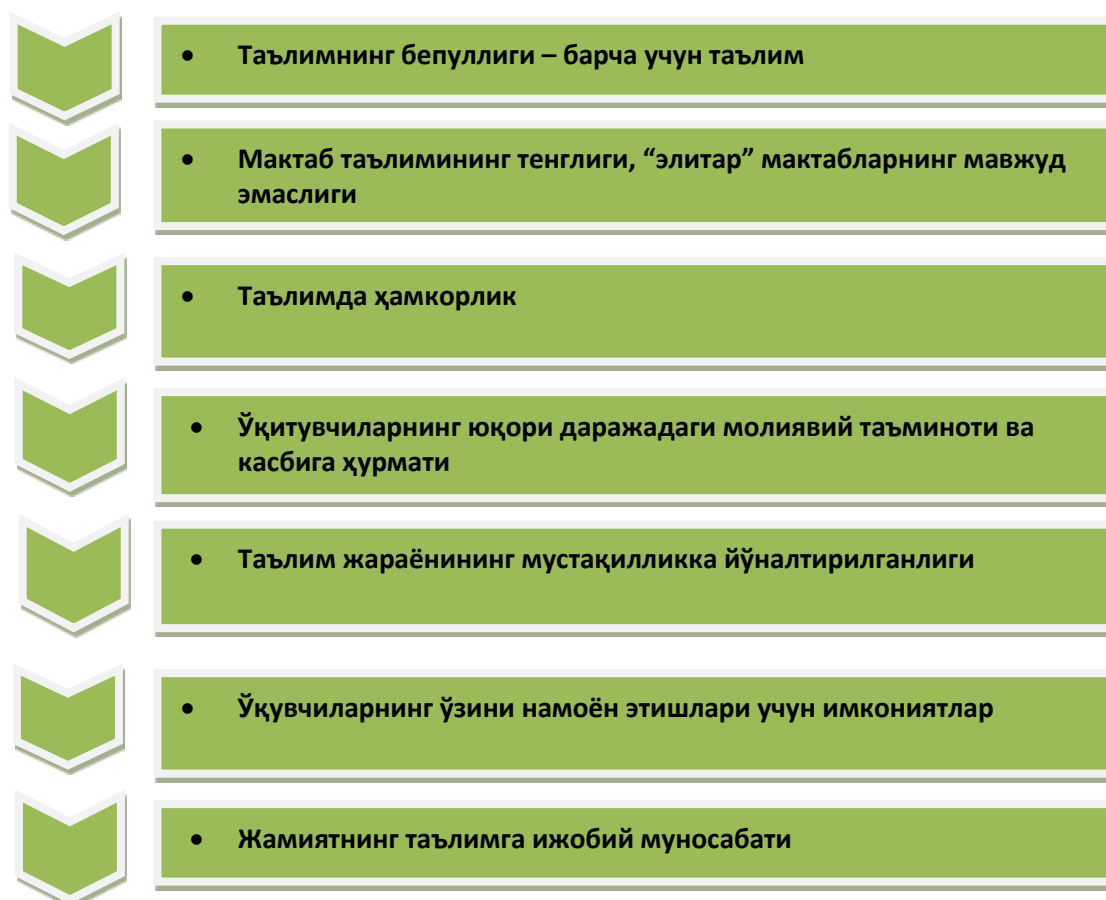 • Таълимнинг бепуллиги – барча учун таълим
• Мактаб таълимининг тенглиги, “элитар” мактабларнинг мавжуд
эмаслиги
• Таълимда ҳамкорлик
• Ўқитувчиларнинг юқори даражадаги молиявий таъминоти ва
касбига ҳурмати
• Таълим жараёнининг мустақилликка йўналтирилганлиги
• Ўқувчиларнинг ўзини намоён этишлари учун имкониятлар
• Жамиятнинг таълимга ижобий муносабати